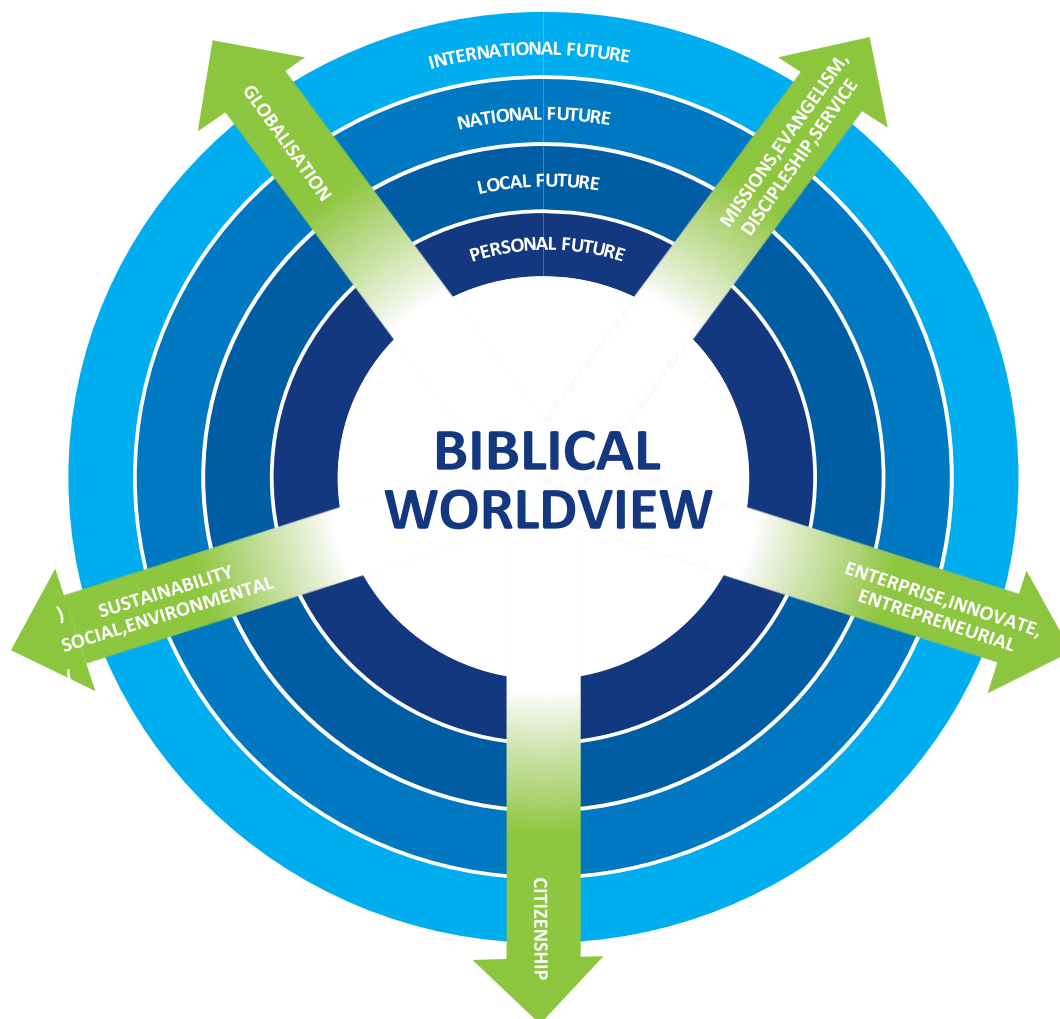 INTERNATIONAL FUTURE
NATIONAL FUTURE
LOCAL FUTURE
PERSONAL FUTURE
GLOBALISATION
MISSIONS,EVANGELISM,
DISCIPLESHIP,SERVICE
BIBLICAL
WORLDVIEW
SUSTAINABILITY
SOCIAL,ENVIRONMENTAL
)
(
ENTERPRISE,INNOVATE,
ENTREPRENEURIAL
CITIZENSHIP